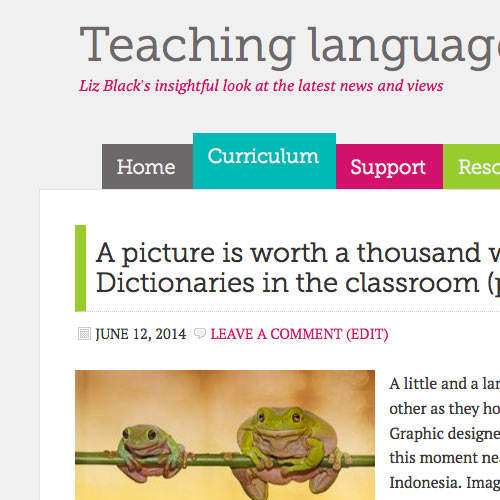 Teaching languag
Liz Black's insightful look at the latest news and views
Home Curriculum Support Reso
A picture is worth a thousand w
Dictionaries in the classroom (p
JUNE 12, 2014 LEAVE A COMMENT (EDIT)
A little and a lar
other as they ho
Graphic designe
this moment nea
Indonesia. Imag